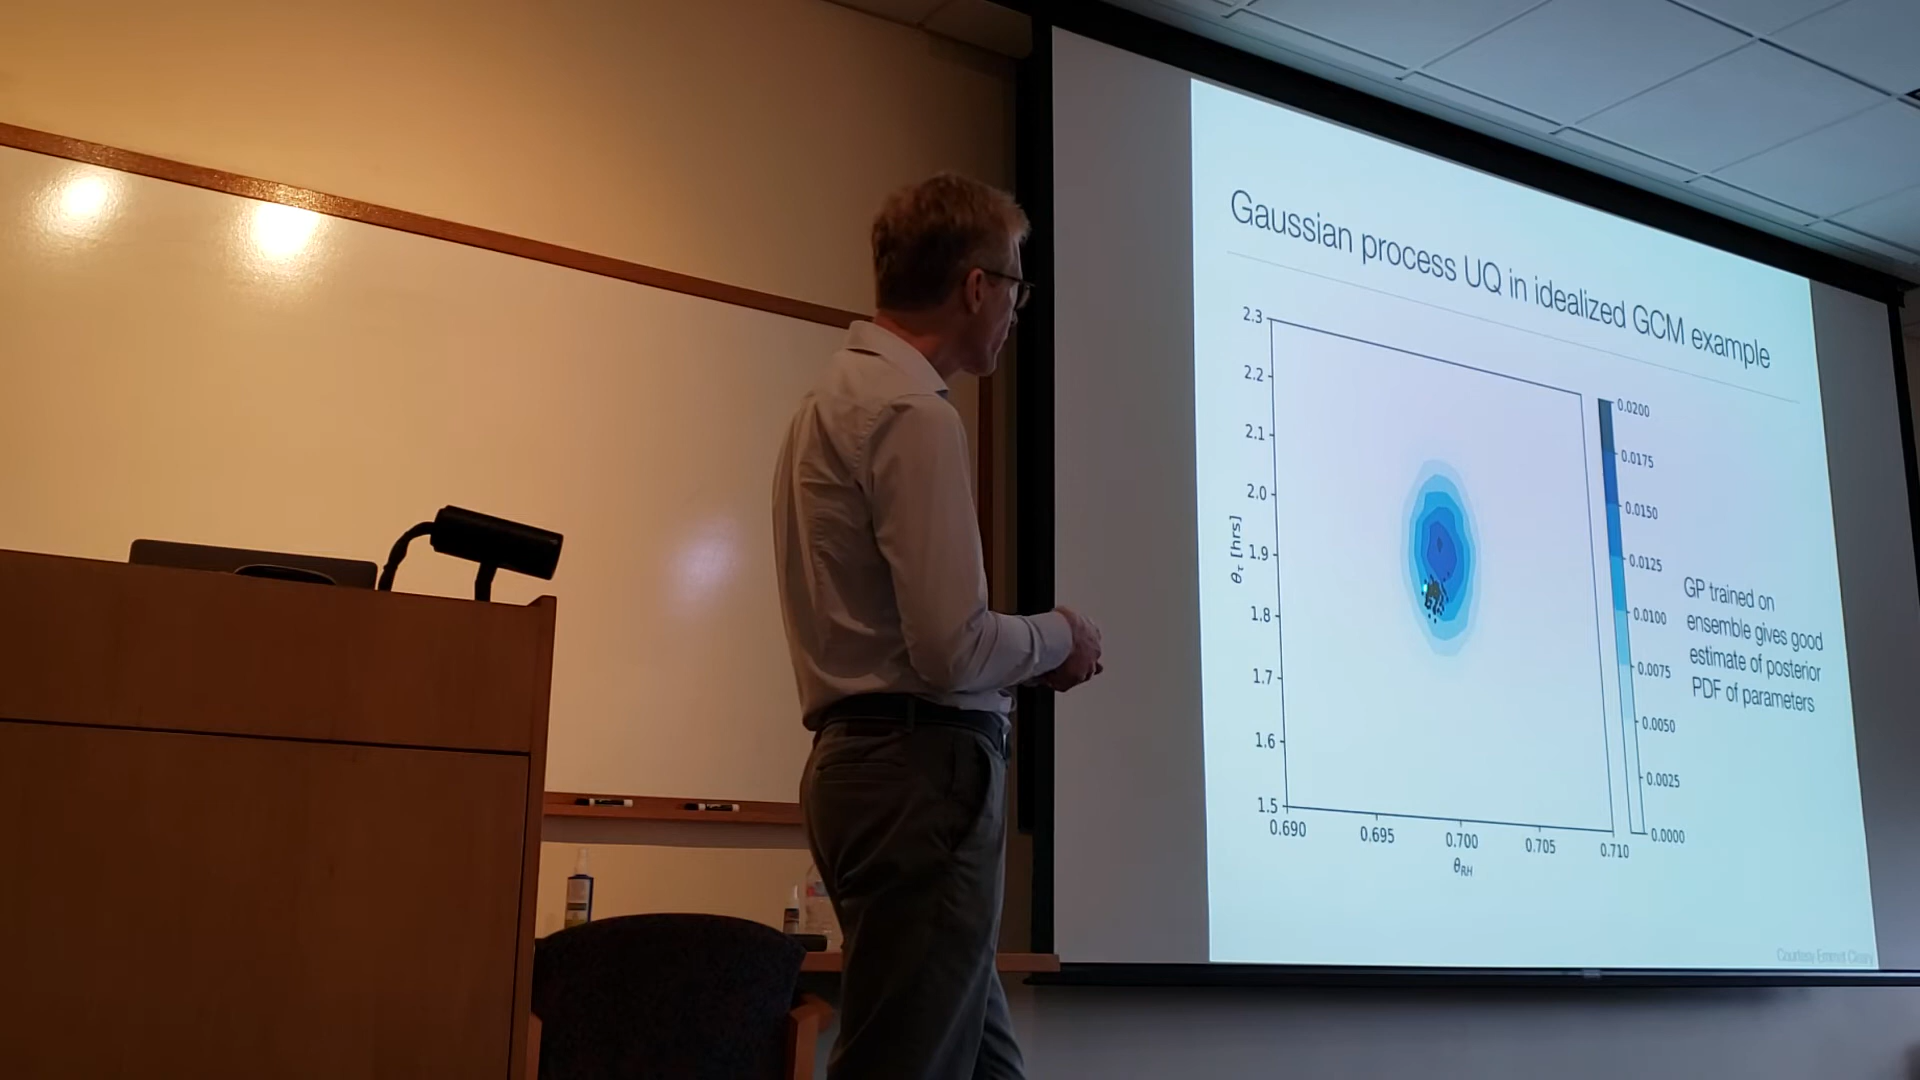 Gaussian process UQ in idealized GCM example
2.3
2.2
2.1
2.0
1.9
1.8
1.7
1.6
1.5
θτ [hrs]
0.690
0.695
0.700
0.705
0.710
θRH
0.0200
0.0175
0.0150
0.0125
0.0100
0.0075
0.0050
0.0025
0.0000
GP trained on
ensemble gives good
estimate of posterior
PDF of parameters
Courtesy Emmet Cleary